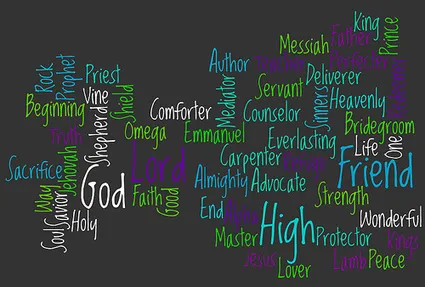 King
Father
Prince
Messiah
Rock
Prophet
Priest
Author
Deliverer
Vine
Shield
Mediator
Servant
Sinners
Heavenly
Beginning
Comforter
Counselor
Truth
Shepherd
Omega
Emmanuel
Bridegroom
Everlasting
Life
One
Jehovah
Lord
Carpenter
Friend
Sacrifice
God
Faith
Good
Almighty
Advocate
Way
Savior
Soul
Holy
End
Alpha
Strength
Wonderful
High
Master
Protector
Kings
Jesus
Lover
Lamb
Peace